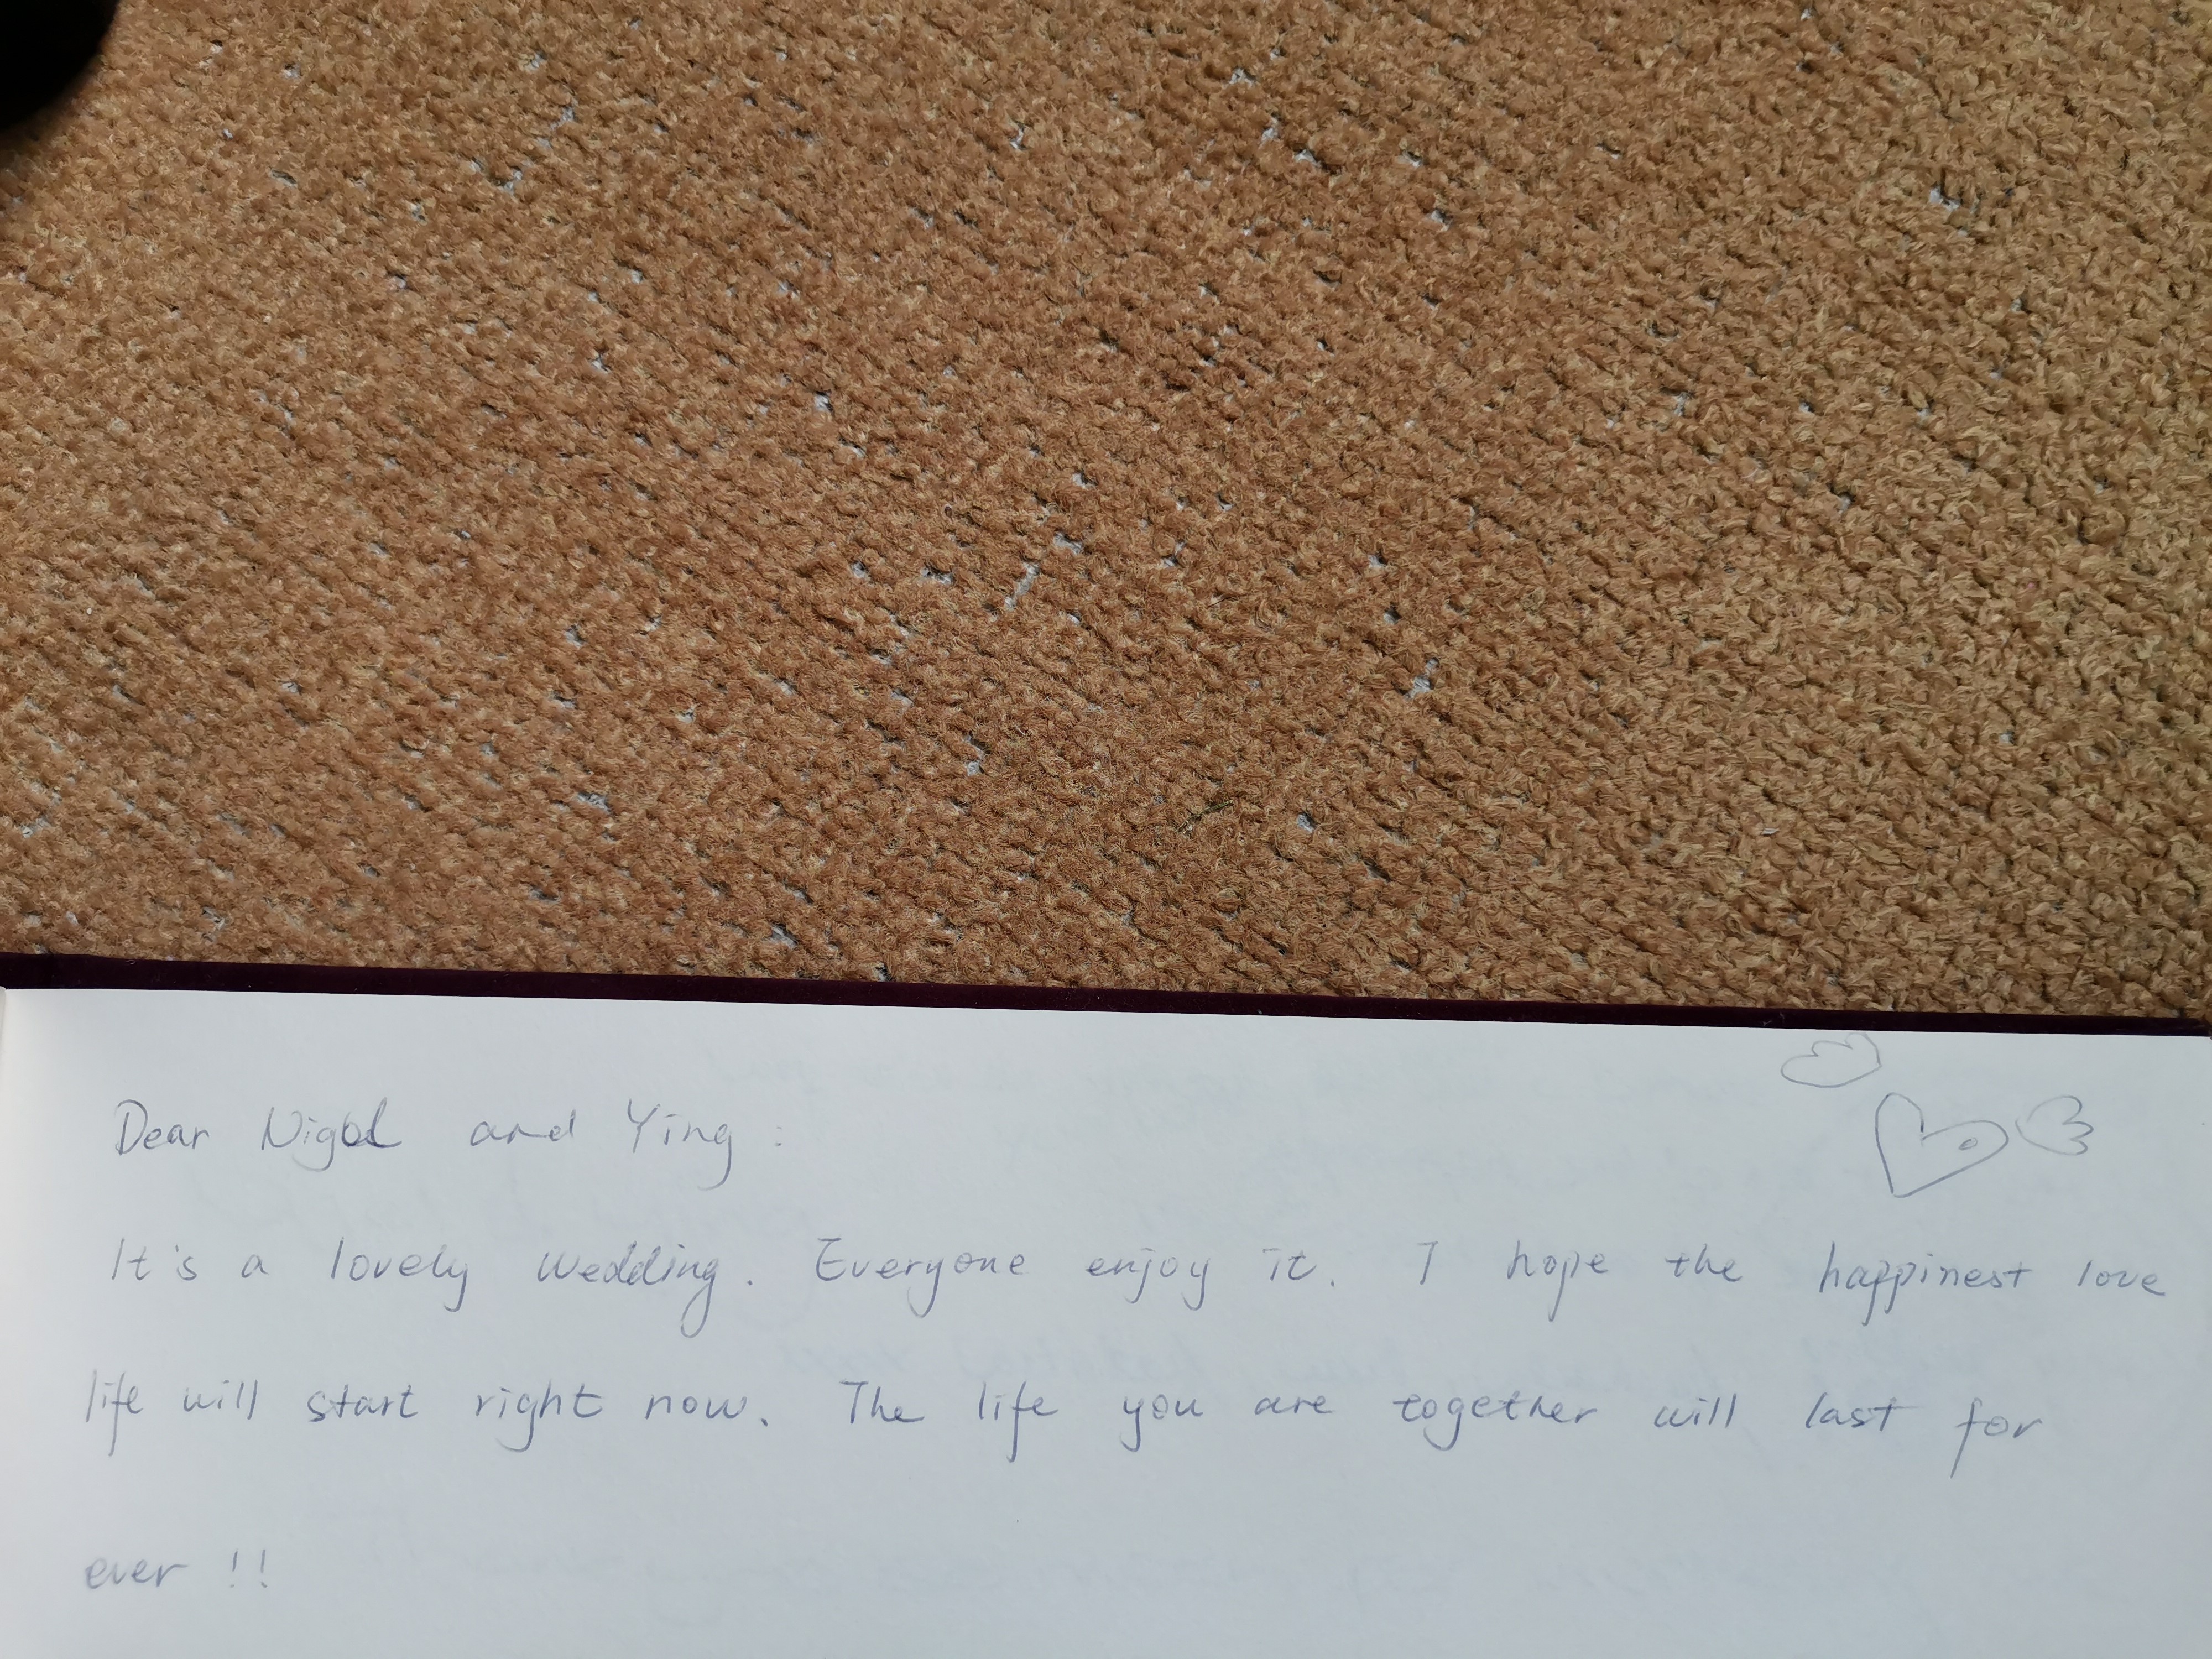 Dear Nigel and Ying :
It's a lovely wedding. Everyone enjoy it. I hope the happinest love
life will start right now. The life you are together will last for
ever !!